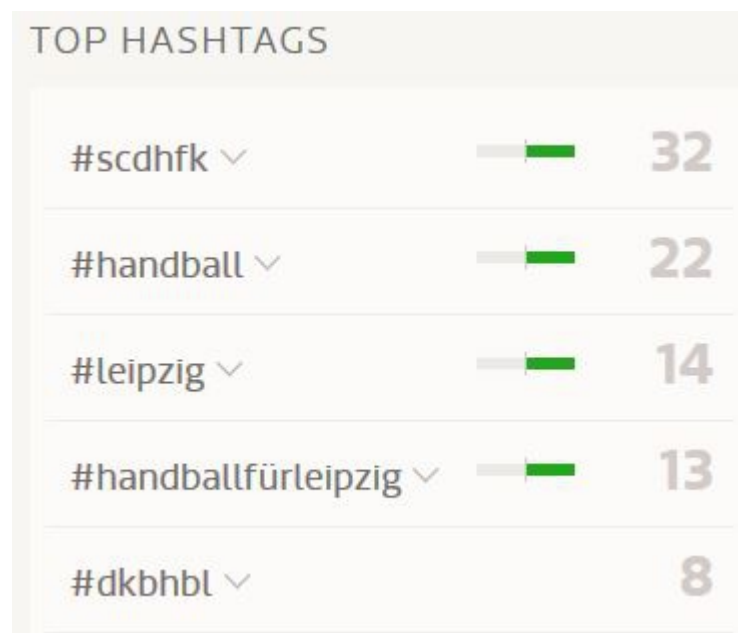 TOP HASHTAGS
#scdhfk 32
#handball 22
#leipzig 14
#handballfürleipzig 13
#dkbhbl 8